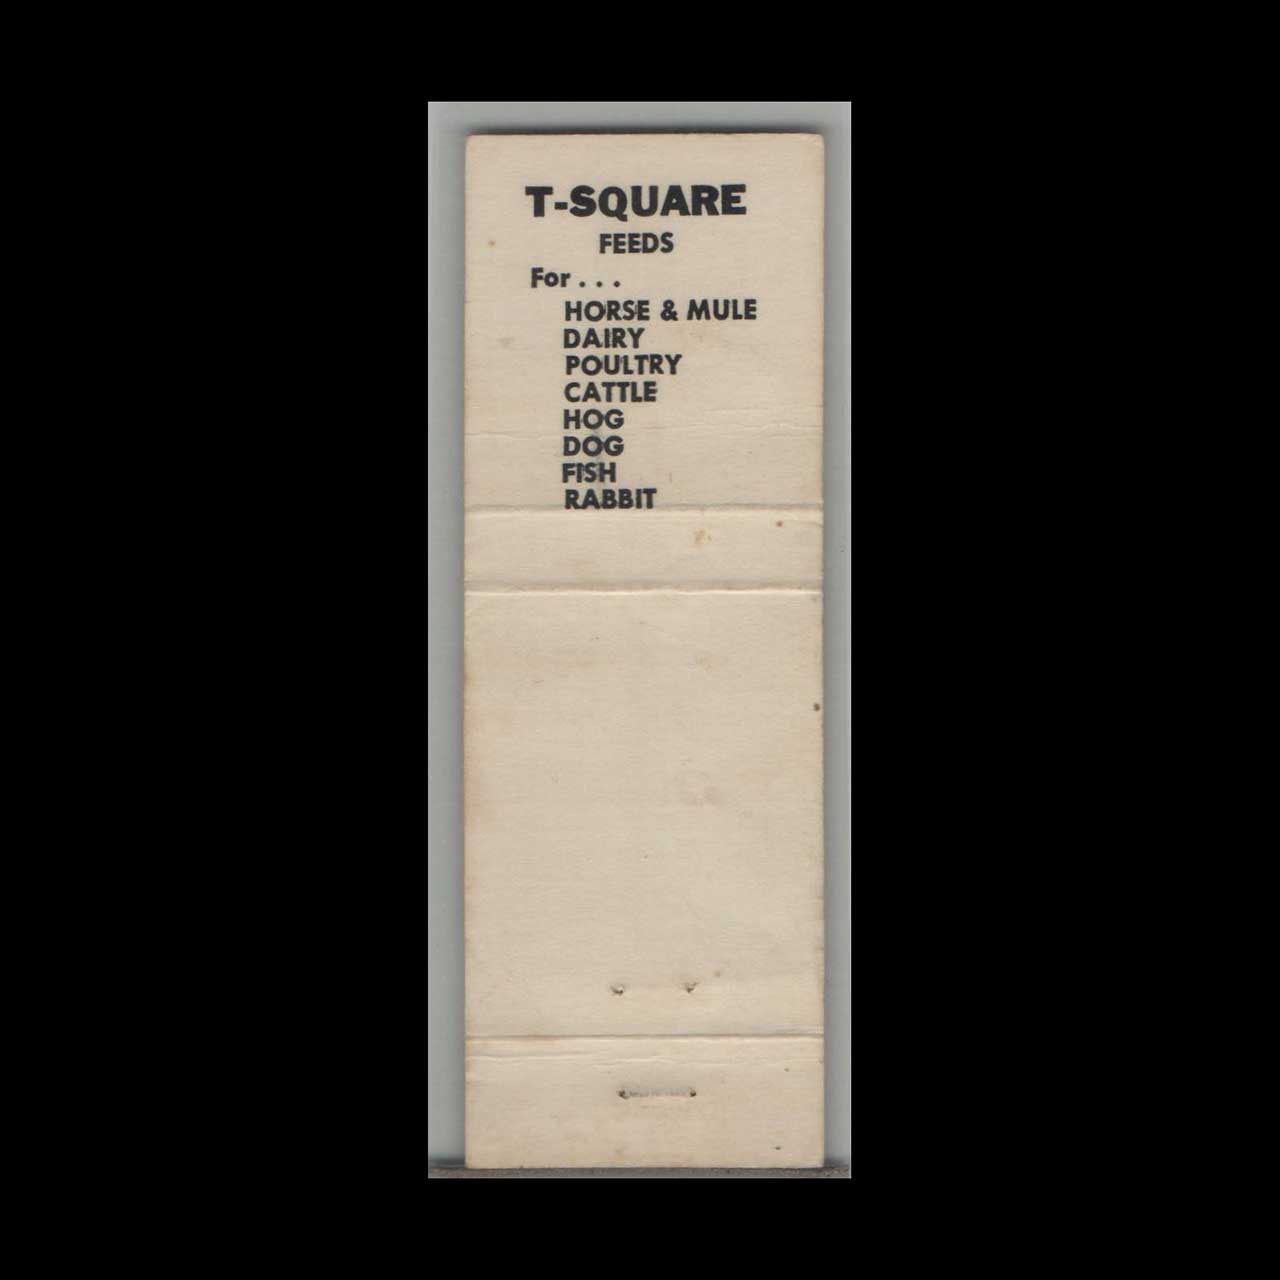 T-SQUARE
FEEDS
For . . .
HORSE & MULE
DAIRY
POULTRY
CATTLE
HOG
DOG
FISH
RABBIT